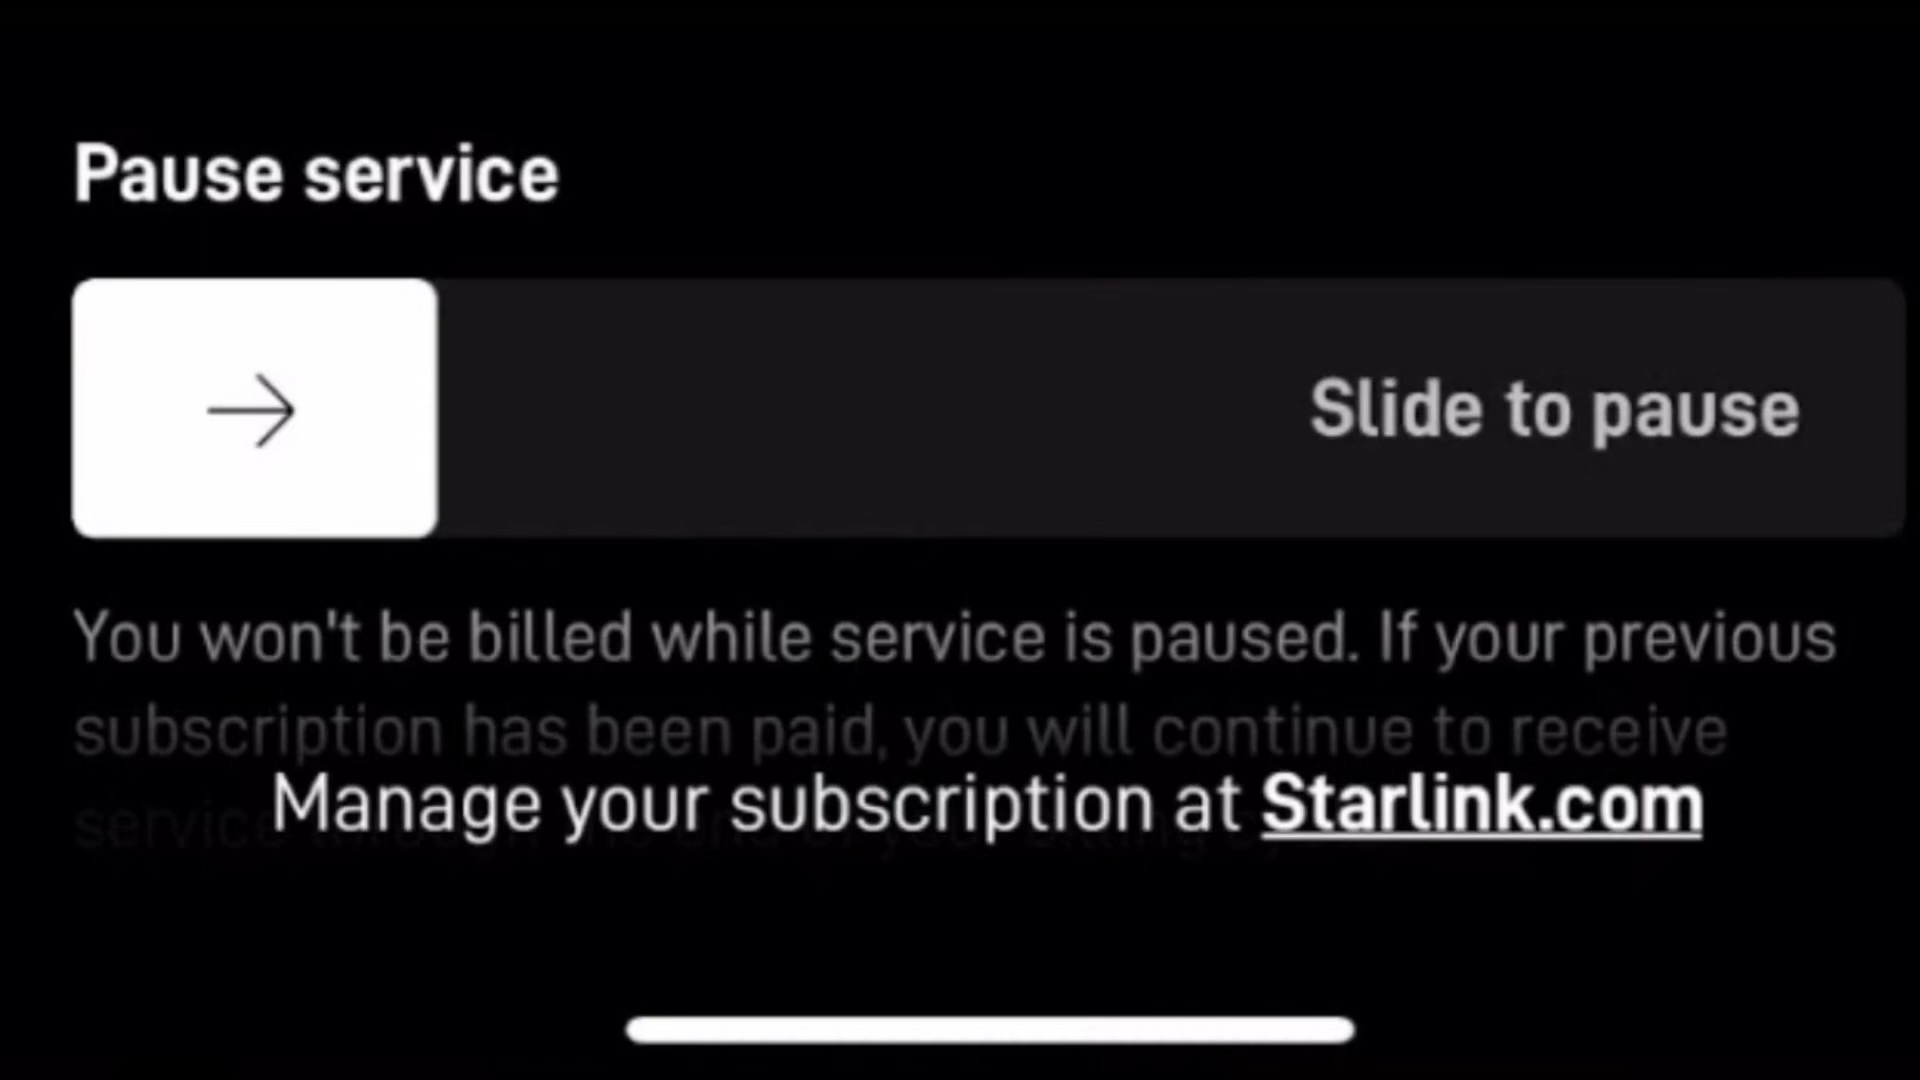 Pause service
Slide to pause
You won't be billed while service is paused. If your previous
subscription has been paid, you will continue to receive
Manage your subscription at Starlink.com
service